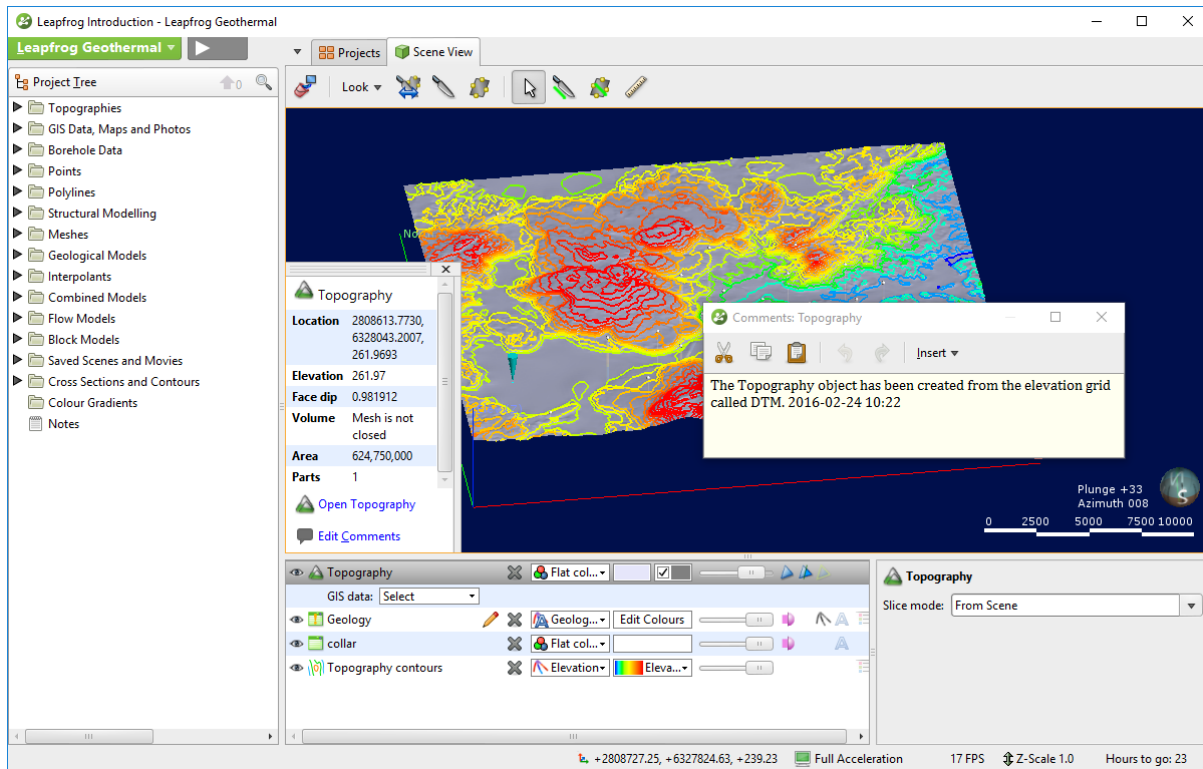 Leapfrog Introduction - Leapfrog Geothermal
Leapfrog Geothermal
Projects
Scene View
Project Tree
0
Look
Topographies
GIS Data, Maps and Photos
Borehole Data
Points
Polylines
Structural Modelling
Meshes
Geological Models
Interpolants
Combined Models
Flow Models
Block Models
Saved Scenes and Movies
Cross Sections and Contours
Colour Gradients
Notes
No
Topography
Location 2808613.7730,
6328043.2007,
261.9693
Elevation 261.97
Face dip 0.981912
Volume Mesh is not
closed
Area 624,750,000
Parts 1
Open Topography
Edit Comments
Comments: Topography
Insert
The Topography object has been created from the elevation grid
called DTM. 2016-02-24 10:22
Plunge +33
Azimuth 008
0 2500 5000 7500 10000
S
Topography Flat col...
GIS data: Select
Geology Geolog... Edit Colours
collar Flat col...
Topography contours Elevation Eleva...
Topography
Slice mode: From Scene
+2808727.25, +6327824.63, +239.23 Full Acceleration 17 FPS Z-Scale 1.0 Hours to go: 23